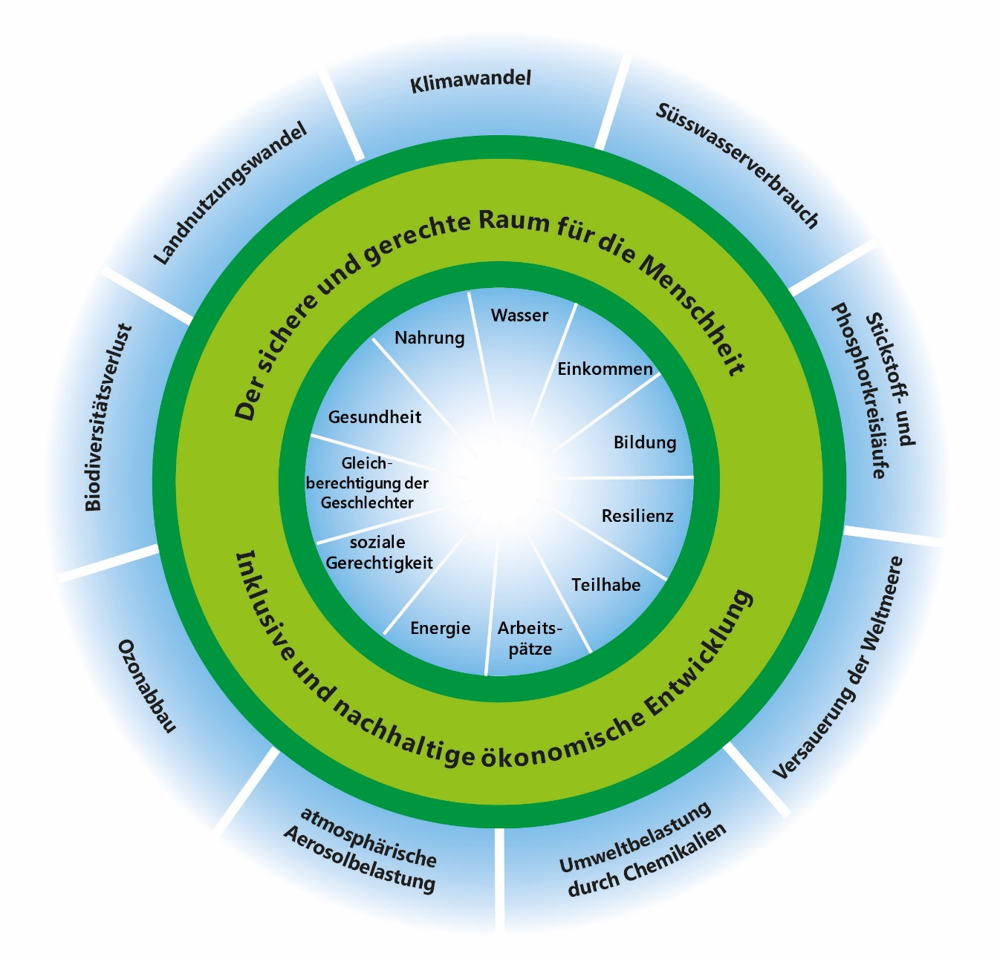 Klimawandel
Süsswasserverbrauch
Stickstoff- und
Phosphorkreisläufe
Versauerung der Weltmeere
Umweltbelastung
durch Chemikalien
atmosphärische
Aerosolbelastung
Ozonabbau
Biodiversitätsverlust
Landnutzungswandel
Der sichere und gerechte Raum für die Menschheit
Inklusive und nachhaltige ökonomische Entwicklung
Wasser
Einkommen
Bildung
Resilienz
Teilhabe
Arbeits-
pätze
Energie
soziale
Gerechtigkeit
Gleich-
berechtigung der
Geschlechter
Gesundheit
Nahrung